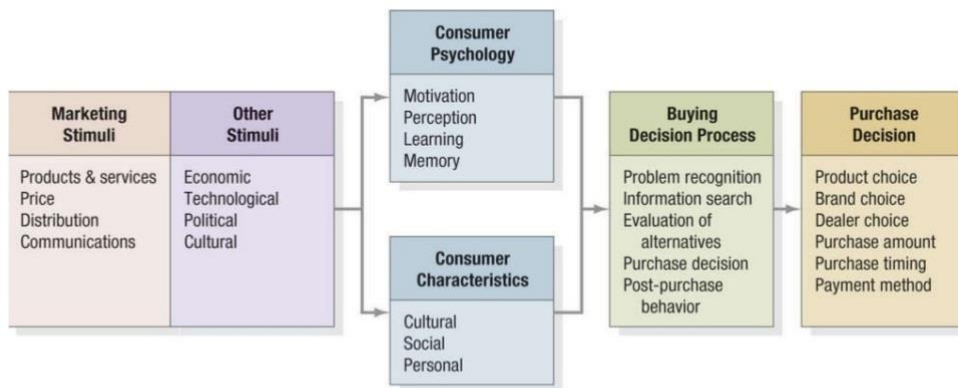 Marketing
Stimuli
Products & services
Price
Distribution
Communications
Other
Stimuli
Economic
Technological
Political
Cultural
Consumer
Psychology
Motivation
Perception
Learning
Memory
Consumer
Characteristics
Cultural
Social
Personal
Buying
Decision Process
Problem recognition
Information search
Evaluation of
alternatives
Purchase decision
Post-purchase
behavior
Purchase
Decision
Product choice
Brand choice
Dealer choice
Purchase amount
Purchase timing
Payment method